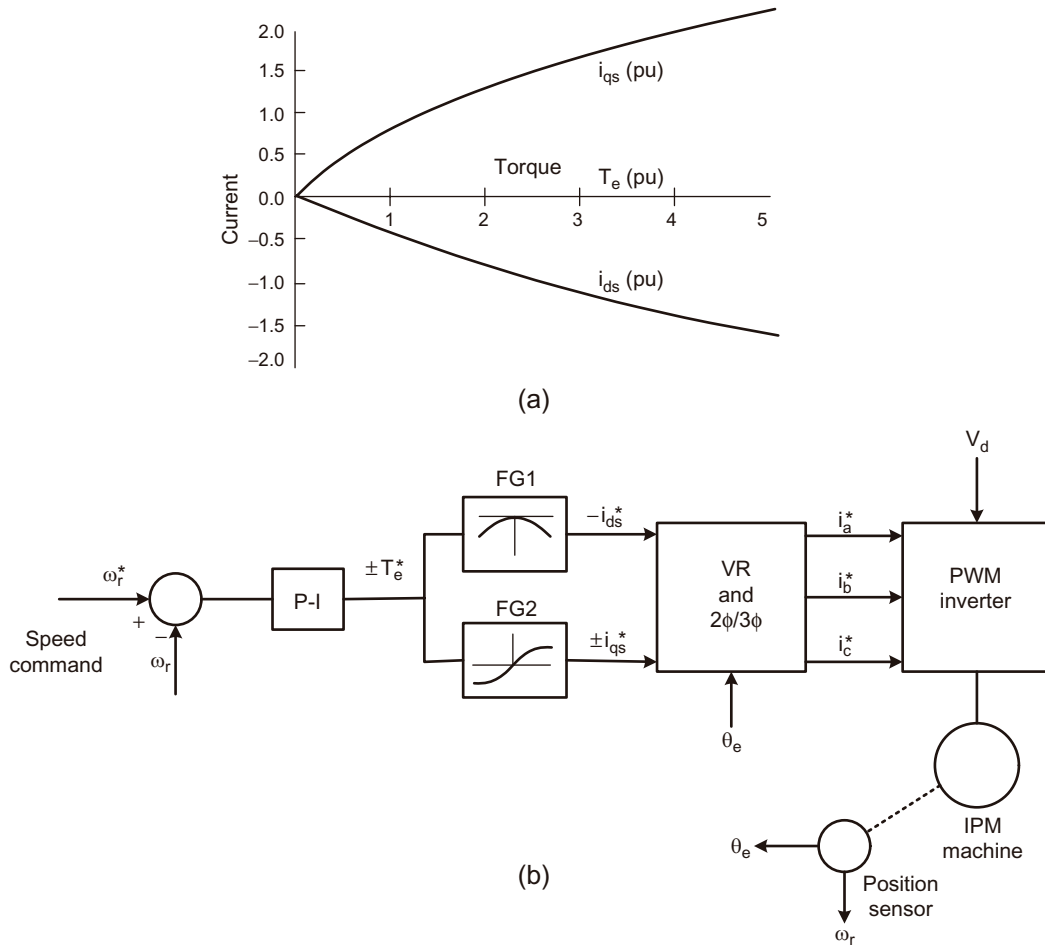 2.0
1.5
1.0
0.5
0.0
−0.5
−1.0
−1.5
−2.0
Current
i_qs (pu)
Torque
T_e (pu)
1
2
3
4
5
i_ds (pu)
(a)
V_d
FG1
−i_ds*
i_a*
±T_e*
ω_r*
P-I
VR
and
2ϕ/3ϕ
i_b*
PWM
inverter
+
−
FG2
±i_qs*
i_c*
Speed
command
ω_r
θ_e
IPM
machine
θ_e
Position
sensor
ω_r
(b)